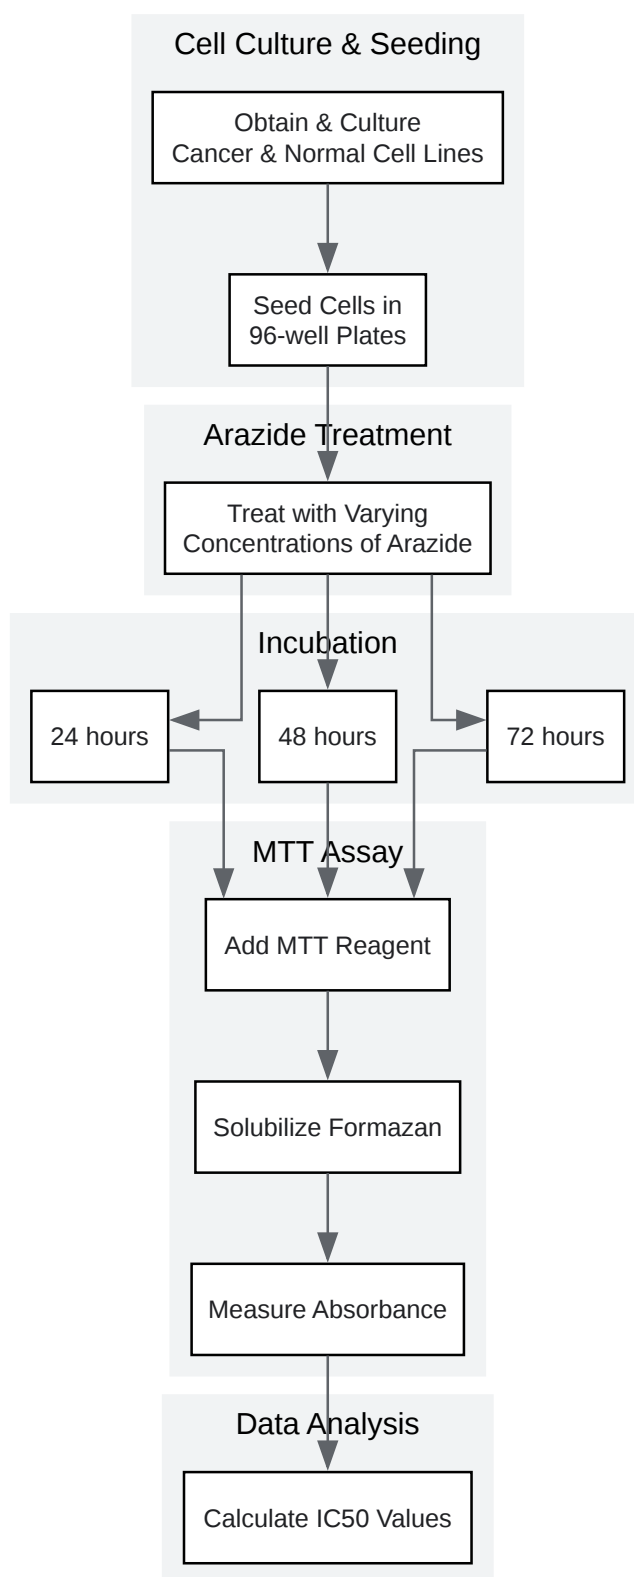 Cell Culture & Seeding
Obtain & Culture
Cancer & Normal Cell Lines
Seed Cells in
96-well Plates
Arazide Treatment
Treat with Varying
Concentrations of Arazide
Incubation
24 hours
48 hours
72 hours
MTT Assay
Add MTT Reagent
Solubilize Formazan
Measure Absorbance
Data Analysis
Calculate IC50 Values